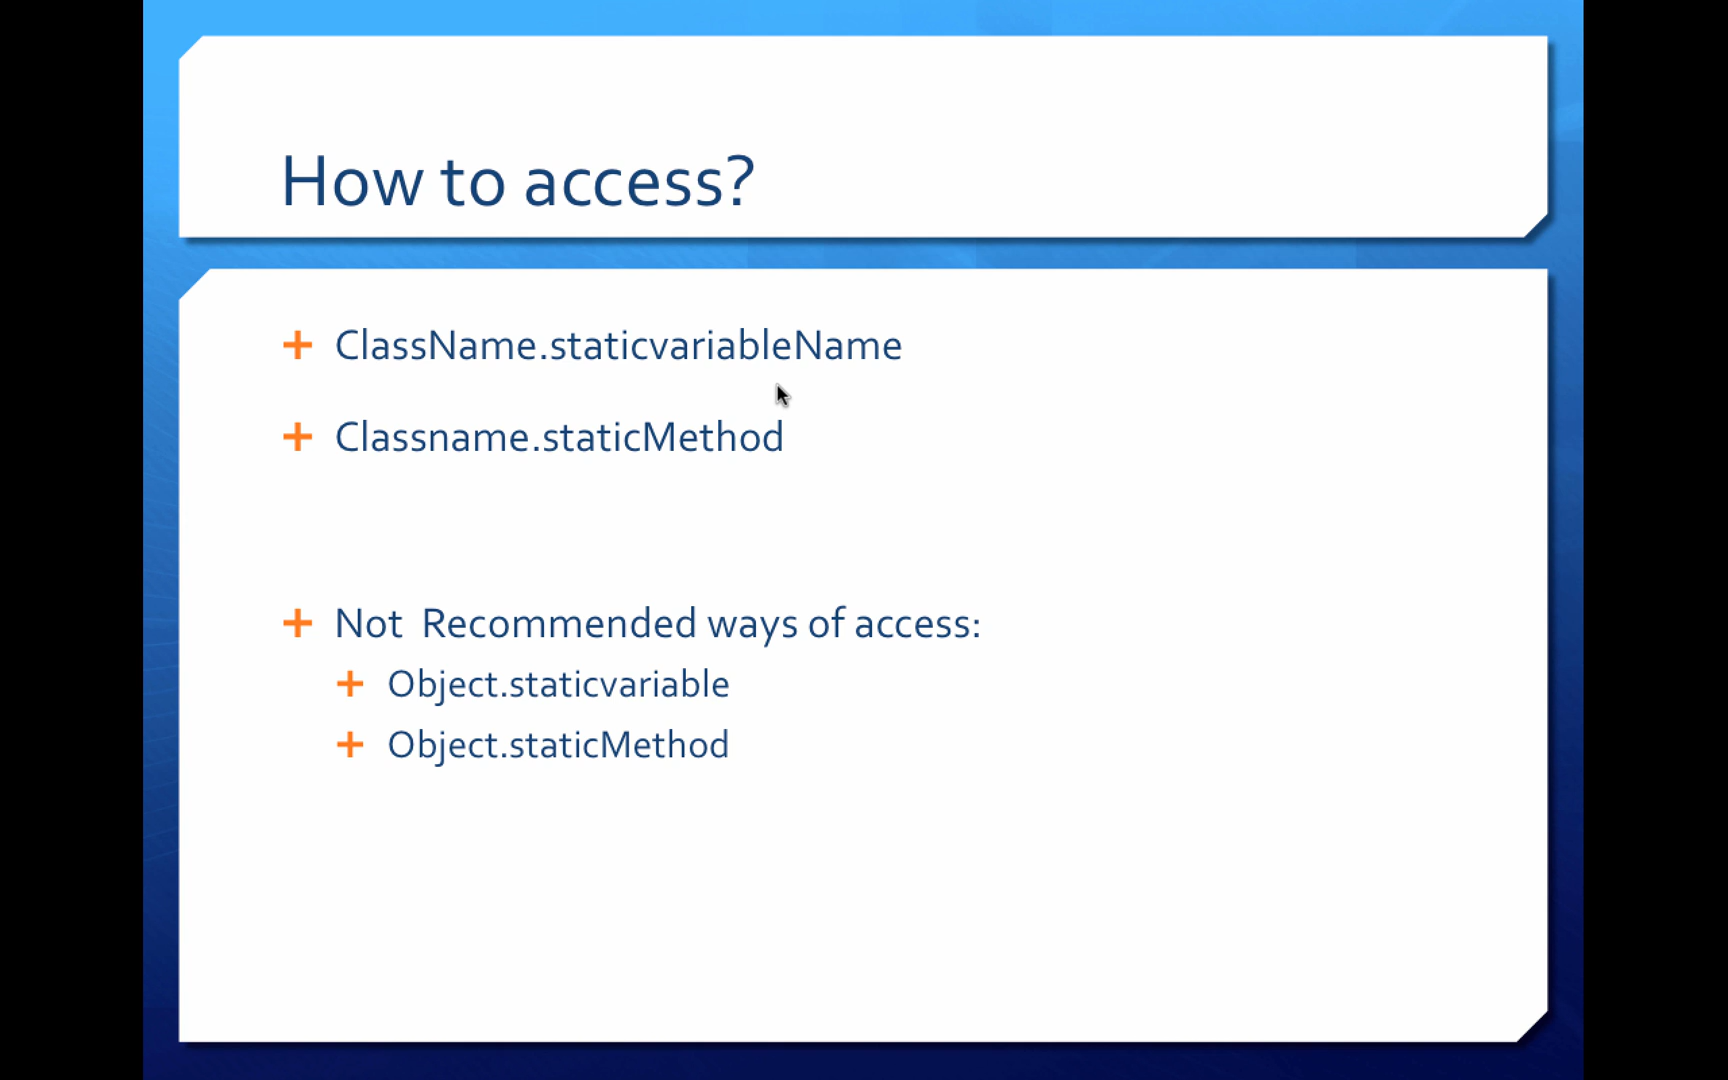 How to access?
ClassName.staticvariableName
Classname.staticMethod
Not  Recommended ways of access:
Object.staticvariable
Object.staticMethod